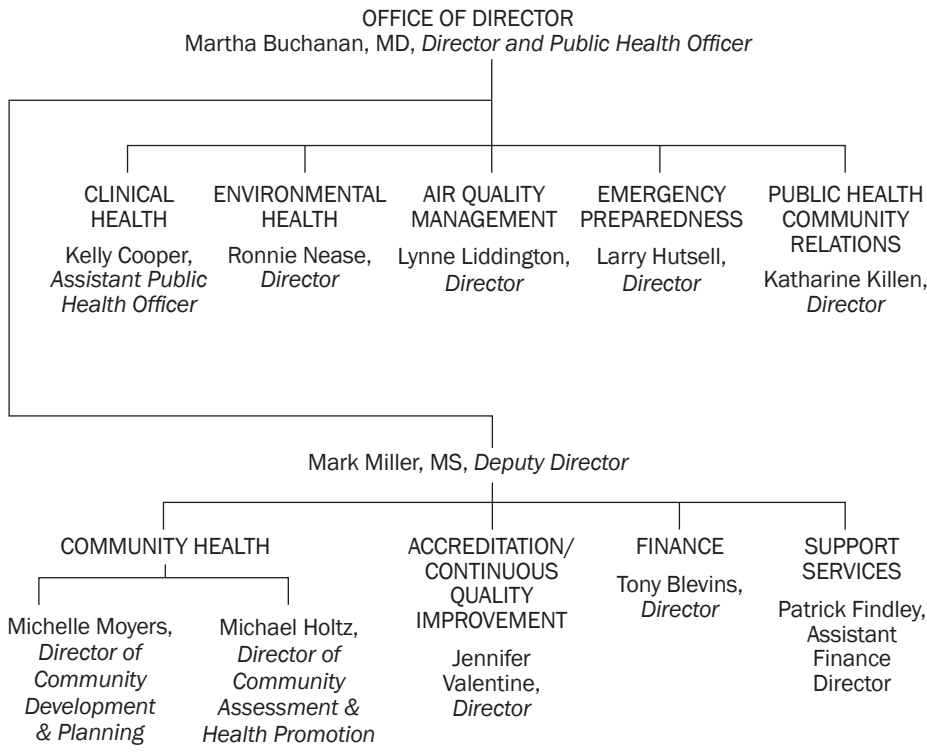 OFFICE OF DIRECTOR
Martha Buchanan, MD, Director and Public Health Officer
CLINICAL
HEALTH
Kelly Cooper,
Assistant Public
Health Officer
ENVIRONMENTAL
HEALTH
Ronnie Nease,
Director
AIR QUALITY
MANAGEMENT
Lynne Liddington,
Director
EMERGENCY
PREPAREDNESS
Larry Hutsell,
Director
PUBLIC HEALTH
COMMUNITY
RELATIONS
Katharine Killen,
Director
Mark Miller, MS, Deputy Director
COMMUNITY HEALTH
Michelle Moyers,
Director of
Community
Development
& Planning
Michael Holtz,
Director of
Community
Assessment &
Health Promotion
ACCREDITATION/
CONTINUOUS
QUALITY
IMPROVEMENT
Jennifer
Valentine,
Director
FINANCE
Tony Blevins,
Director
SUPPORT
SERVICES
Patrick Findley,
Assistant
Finance
Director